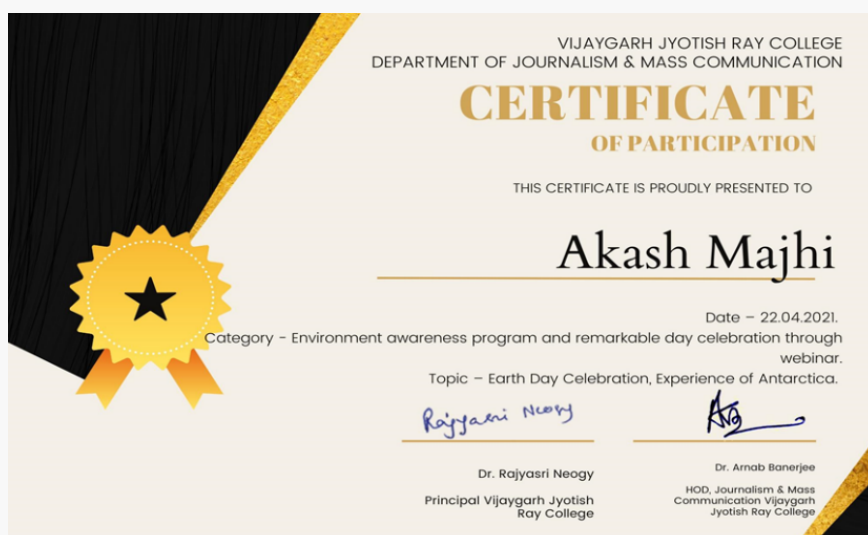 VIJAYGARH JYOTISH RAY COLLEGE
DEPARTMENT OF JOURNALISM & MASS COMMUNICATION
CERTIFICATE
OF PARTICIPATION
THIS CERTIFICATE IS PROUDLY PRESENTED TO
Akash Majhi
Date – 22.04.2021.
Category - Environment awareness program and remarkable day celebration through
webinar.
Topic – Earth Day Celebration, Experience of Antarctica.
Rajyasri Neogy
Dr. Rajyasri Neogy
Principal Vijaygarh Jyotish
Ray College
Dr. Arnab Banerjee
HOD, Journalism & Mass
Communication Vijaygarh
Jyotish Ray College